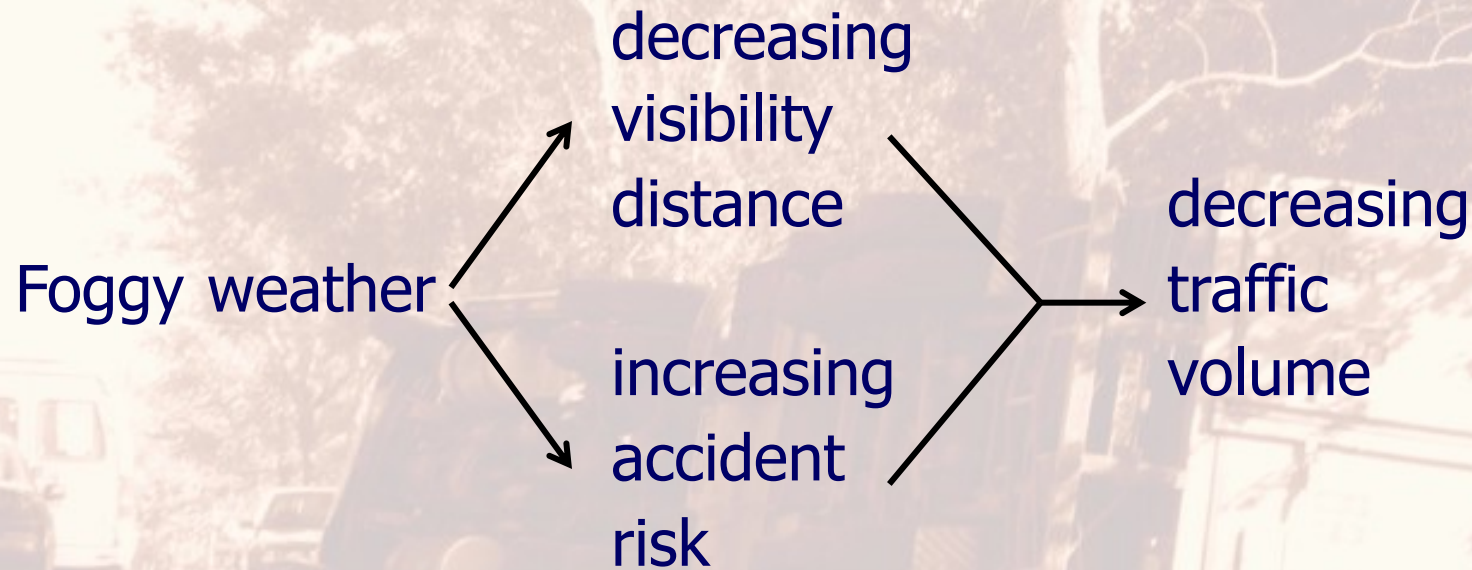 Foggy weather
decreasing
visibility
distance
increasing
accident
risk
decreasing
traffic
volume